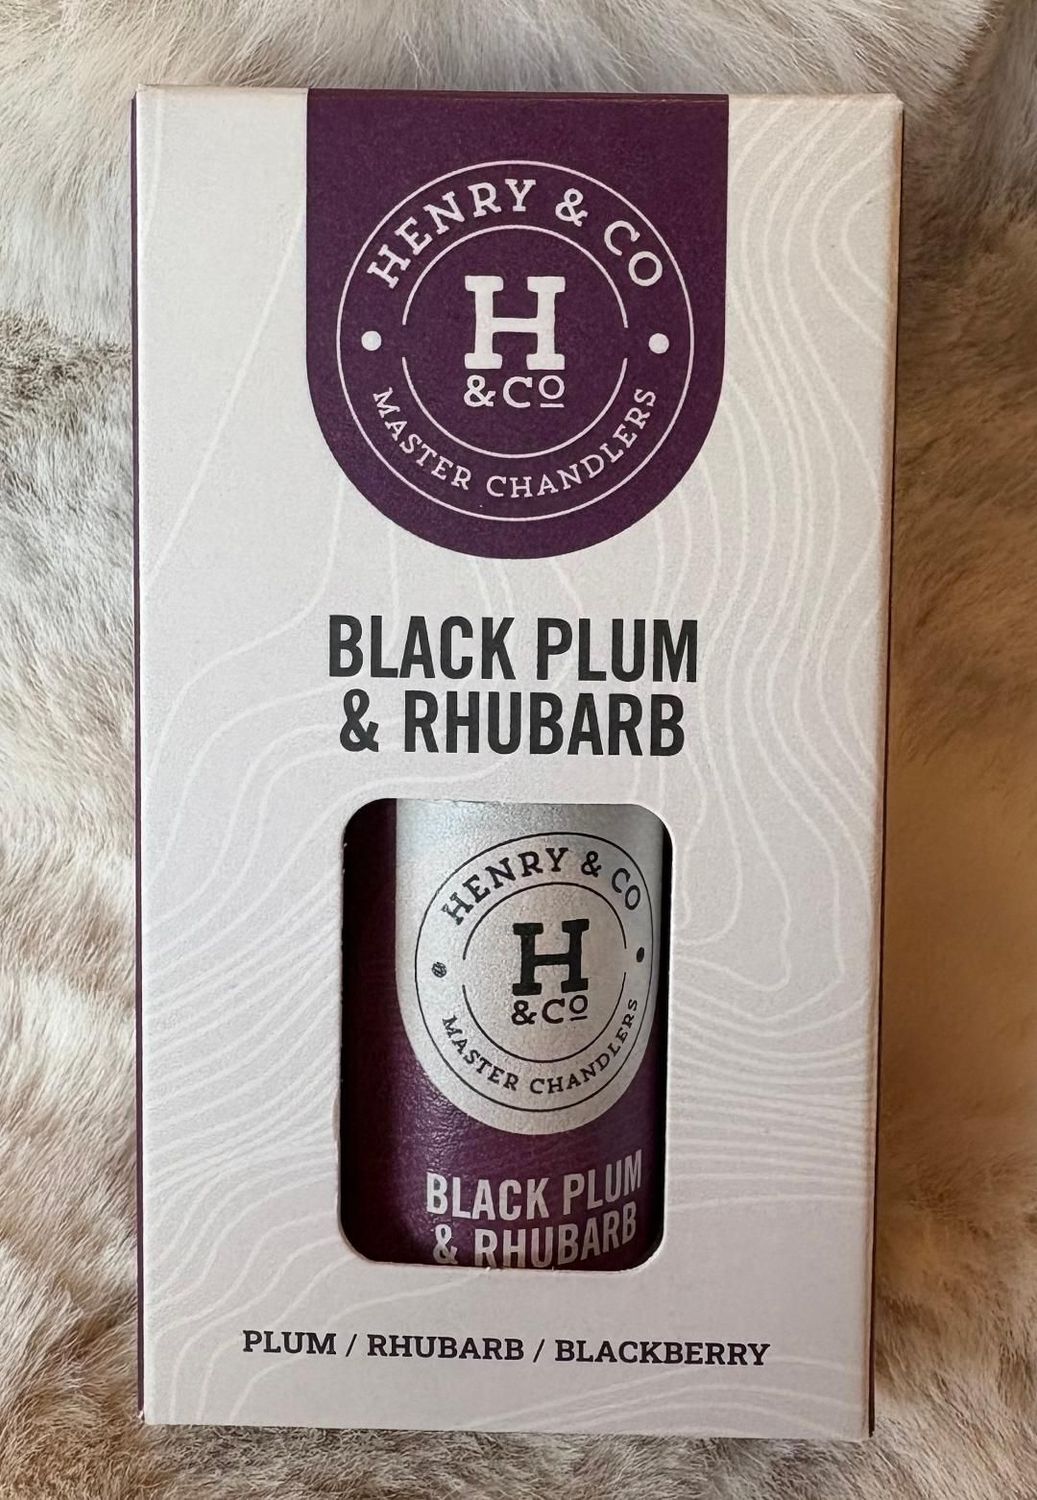 HENRY & CO
H
& Co
MASTER CHANDLERS
BLACK PLUM
& RHUBARB
HENRY & CO
H
& Co
MASTER CHANDLERS
BLACK PLUM
& RHUBARB
PLUM / RHUBARB / BLACKBERRY